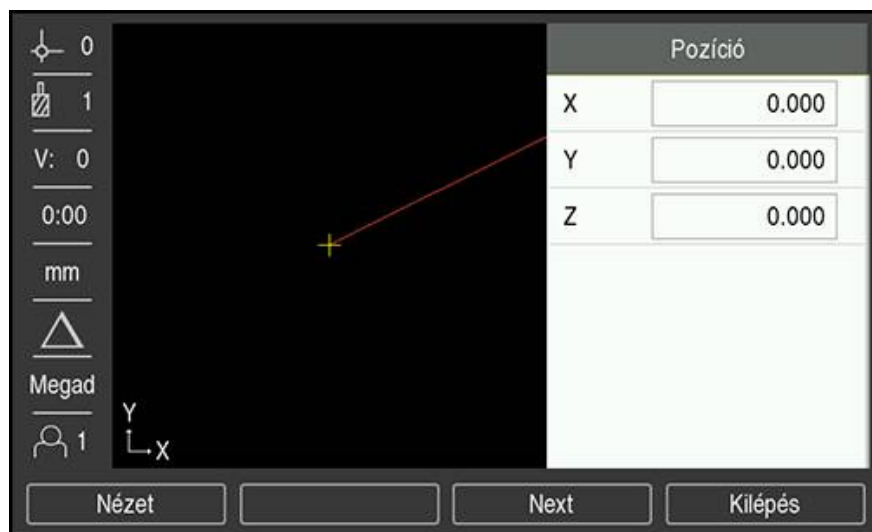 0
1
V: 0
0:00
mm
Megad
1
Y
X
Pozíció
X 0.000
Y 0.000
Z 0.000
Nézet Next Kilépés